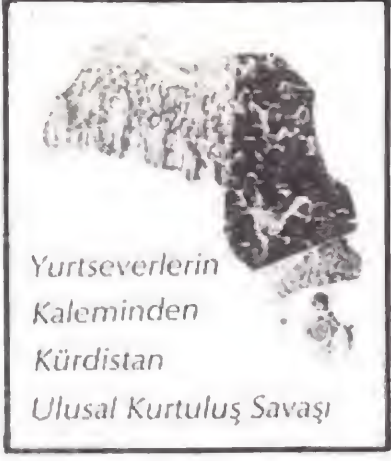 Yurtseverlerin
Kaleminden
Kürdistan
Ulusal Kurtuluş Savaşı